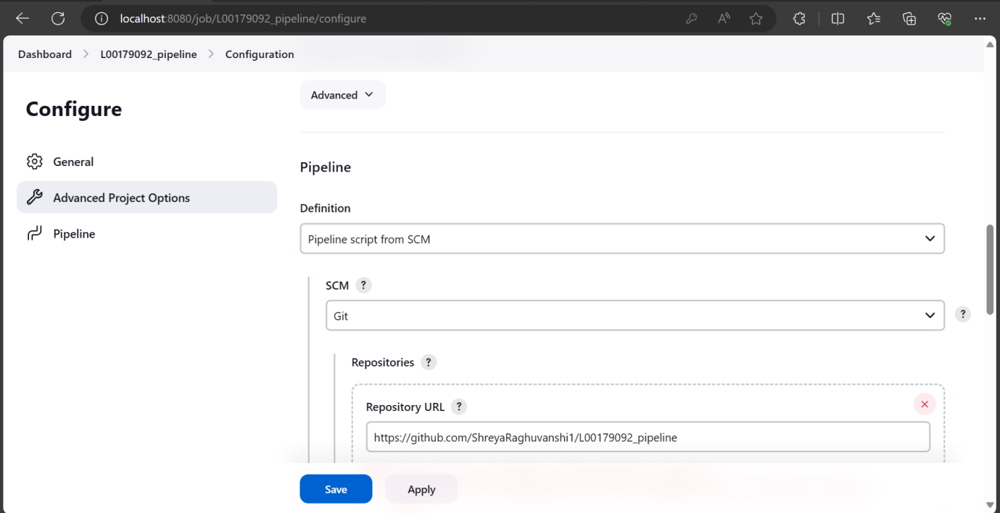 localhost:8080/job/L00179092_pipeline/configure
Dashboard > L00179092_pipeline > Configuration
Configure
General
Advanced Project Options
Pipeline
Advanced
Pipeline
Definition
Pipeline script from SCM
SCM ?
Git
?
Repositories ?
Repository URL ?
https://github.com/ShreyaRaghuvanshi1/L00179092_pipeline
Save
Apply